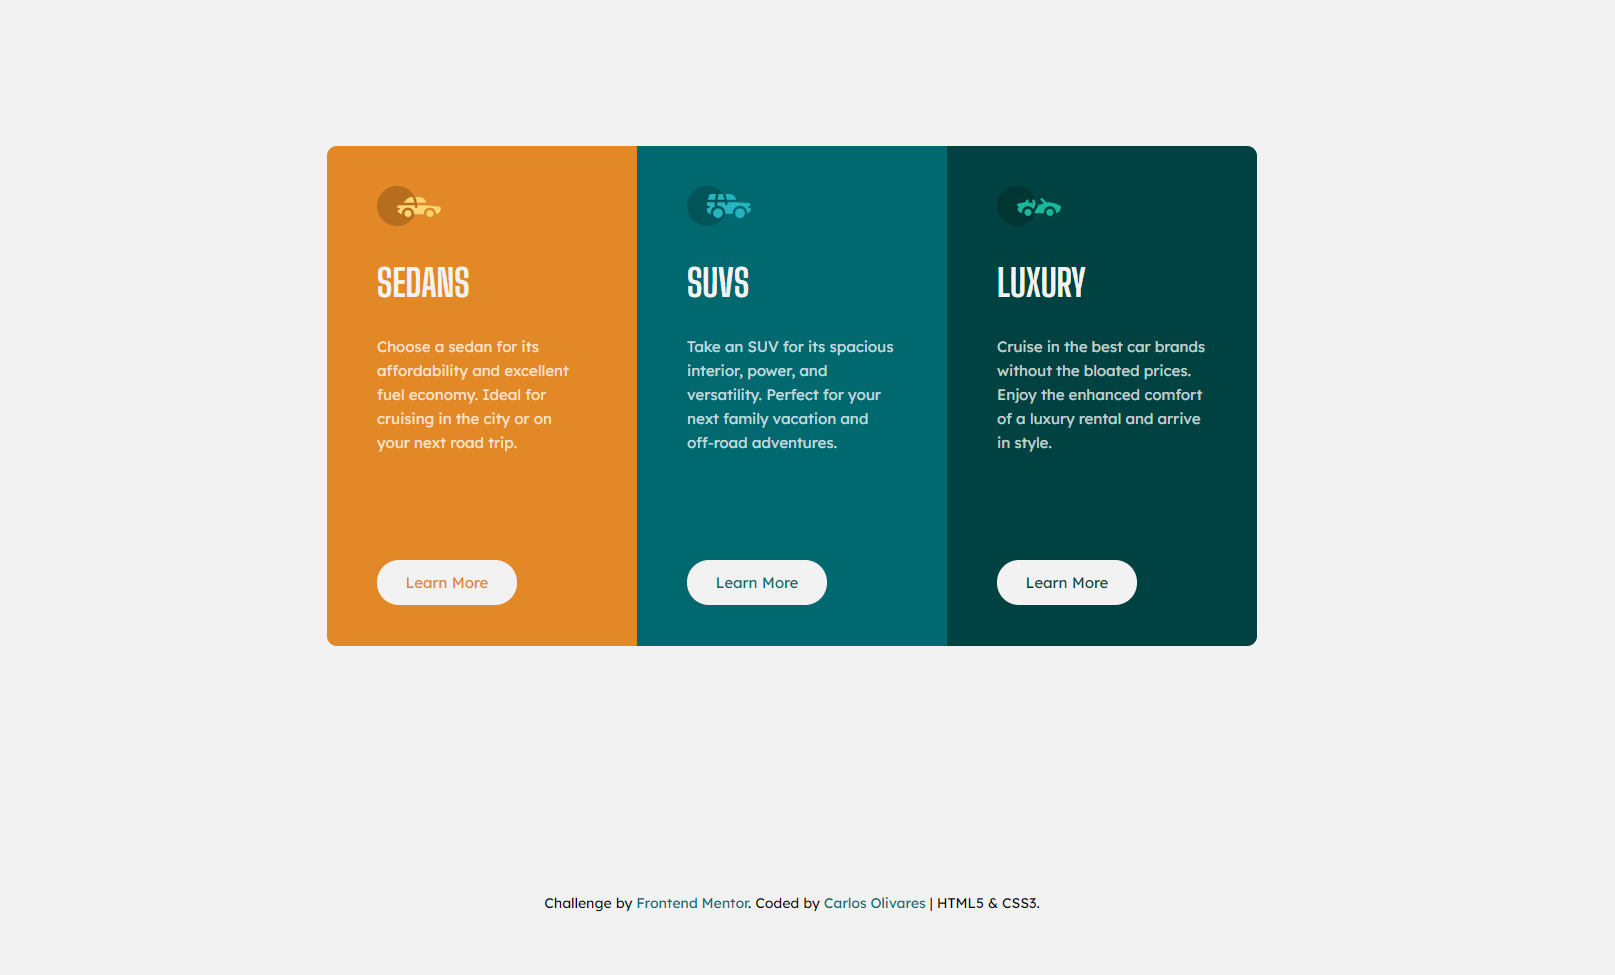 SEDANS
Choose a sedan for its
affordability and excellent
fuel economy. Ideal for
cruising in the city or on
your next road trip.
Learn More
SUVS
Take an SUV for its spacious
interior, power, and
versatility. Perfect for your
next family vacation and
off-road adventures.
Learn More
LUXURY
Cruise in the best car brands
without the bloated prices.
Enjoy the enhanced comfort
of a luxury rental and arrive
in style.
Learn More
Challenge by Frontend Mentor. Coded by Carlos Olivares | HTML5 & CSS3.